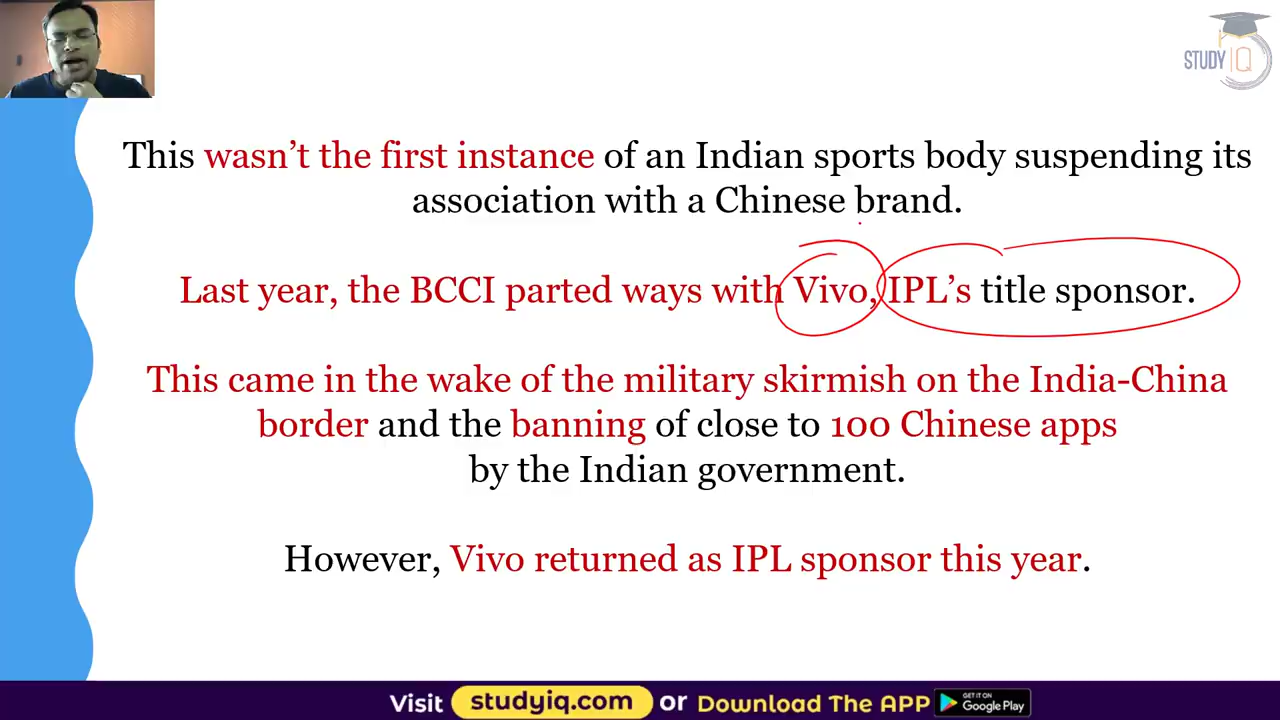 STUDY IQ
This wasn’t the first instance of an Indian sports body suspending its
association with a Chinese brand.
Last year, the BCCI parted ways with Vivo, IPL’s title sponsor.
This came in the wake of the military skirmish on the India-China
border and the banning of close to 100 Chinese apps
by the Indian government.
However, Vivo returned as IPL sponsor this year.
Visit studyiq.com or Download The APP GET IT ON Google Play